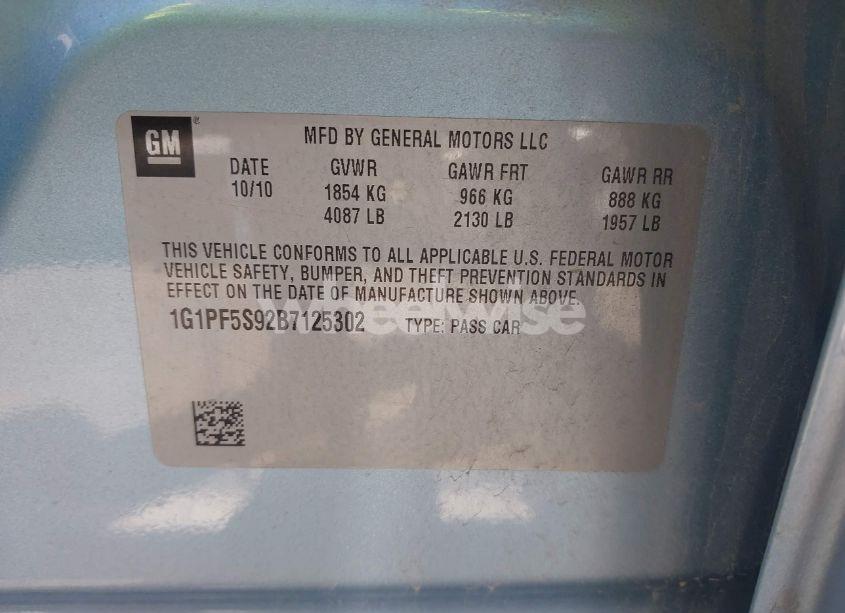 GM®
MFD BY GENERAL MOTORS LLC
DATE GVWR GAWR FRT GAWR RR
10/10 1854 KG 966 KG 888 KG
4087 LB 2130 LB 1957 LB
THIS VEHICLE CONFORMS TO ALL APPLICABLE U.S. FEDERAL MOTOR
VEHICLE SAFETY, BUMPER, AND THEFT PREVENTION STANDARDS IN
EFFECT ON THE DATE OF MANUFACTURE SHOWN ABOVE.
1G1PF5S92B7125302 TYPE: PASS CAR
Wheelwise